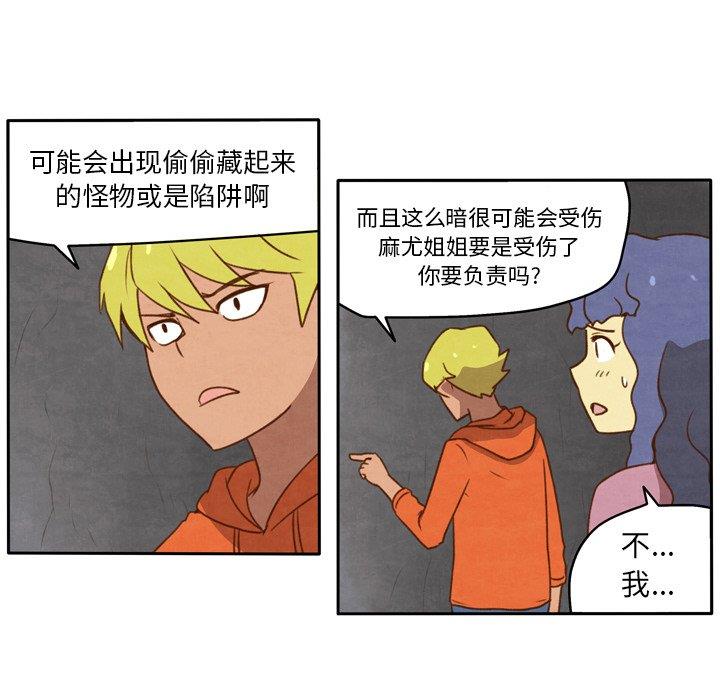 可能会出现偷偷藏起来
的怪物或是陷阱啊
而且这么暗很可能会受伤
麻尤姐姐要是受伤了
你要负责吗?
不...
我...